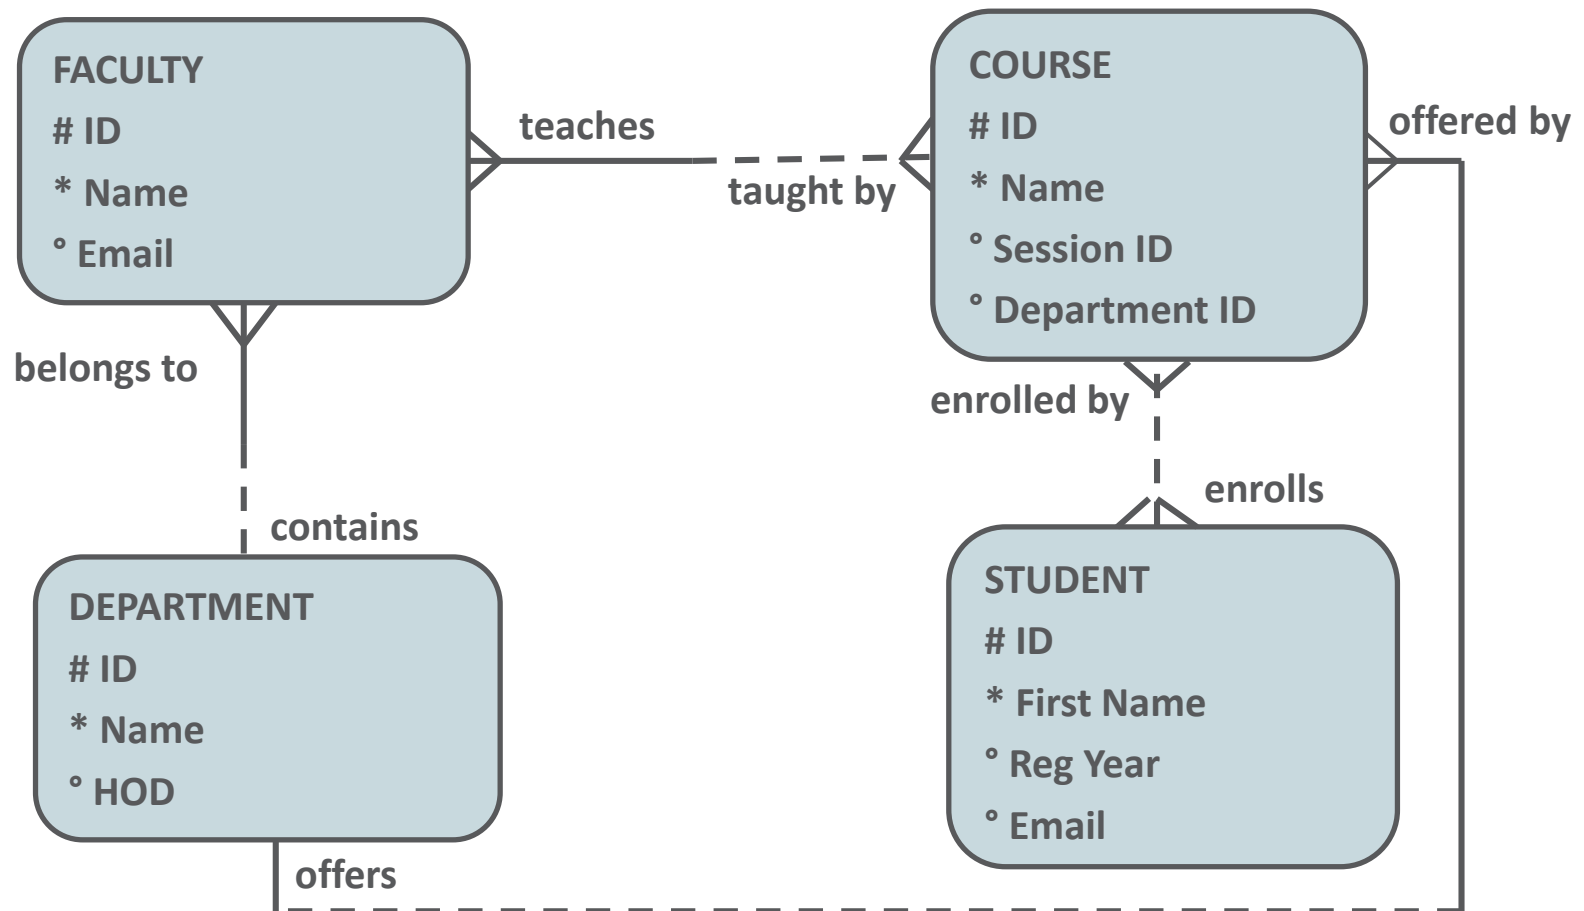 FACULTY
# ID
* Name
° Email
teaches
taught by
COURSE
# ID
* Name
° Session ID
° Department ID
offered by
belongs to
contains
enrolled by
enrolls
DEPARTMENT
# ID
* Name
° HOD
offers
STUDENT
# ID
* First Name
° Reg Year
° Email